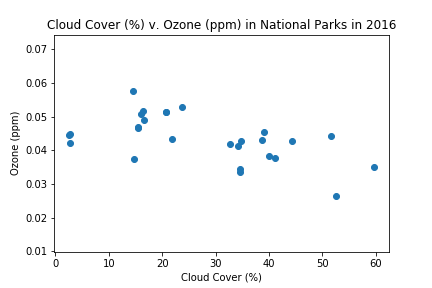 Cloud Cover (%) v. Ozone (ppm) in National Parks in 2016
0.07
0.06
0.05
0.04
0.03
0.02
0.01
Ozone (ppm)
0 10 20 30 40 50 60
Cloud Cover (%)